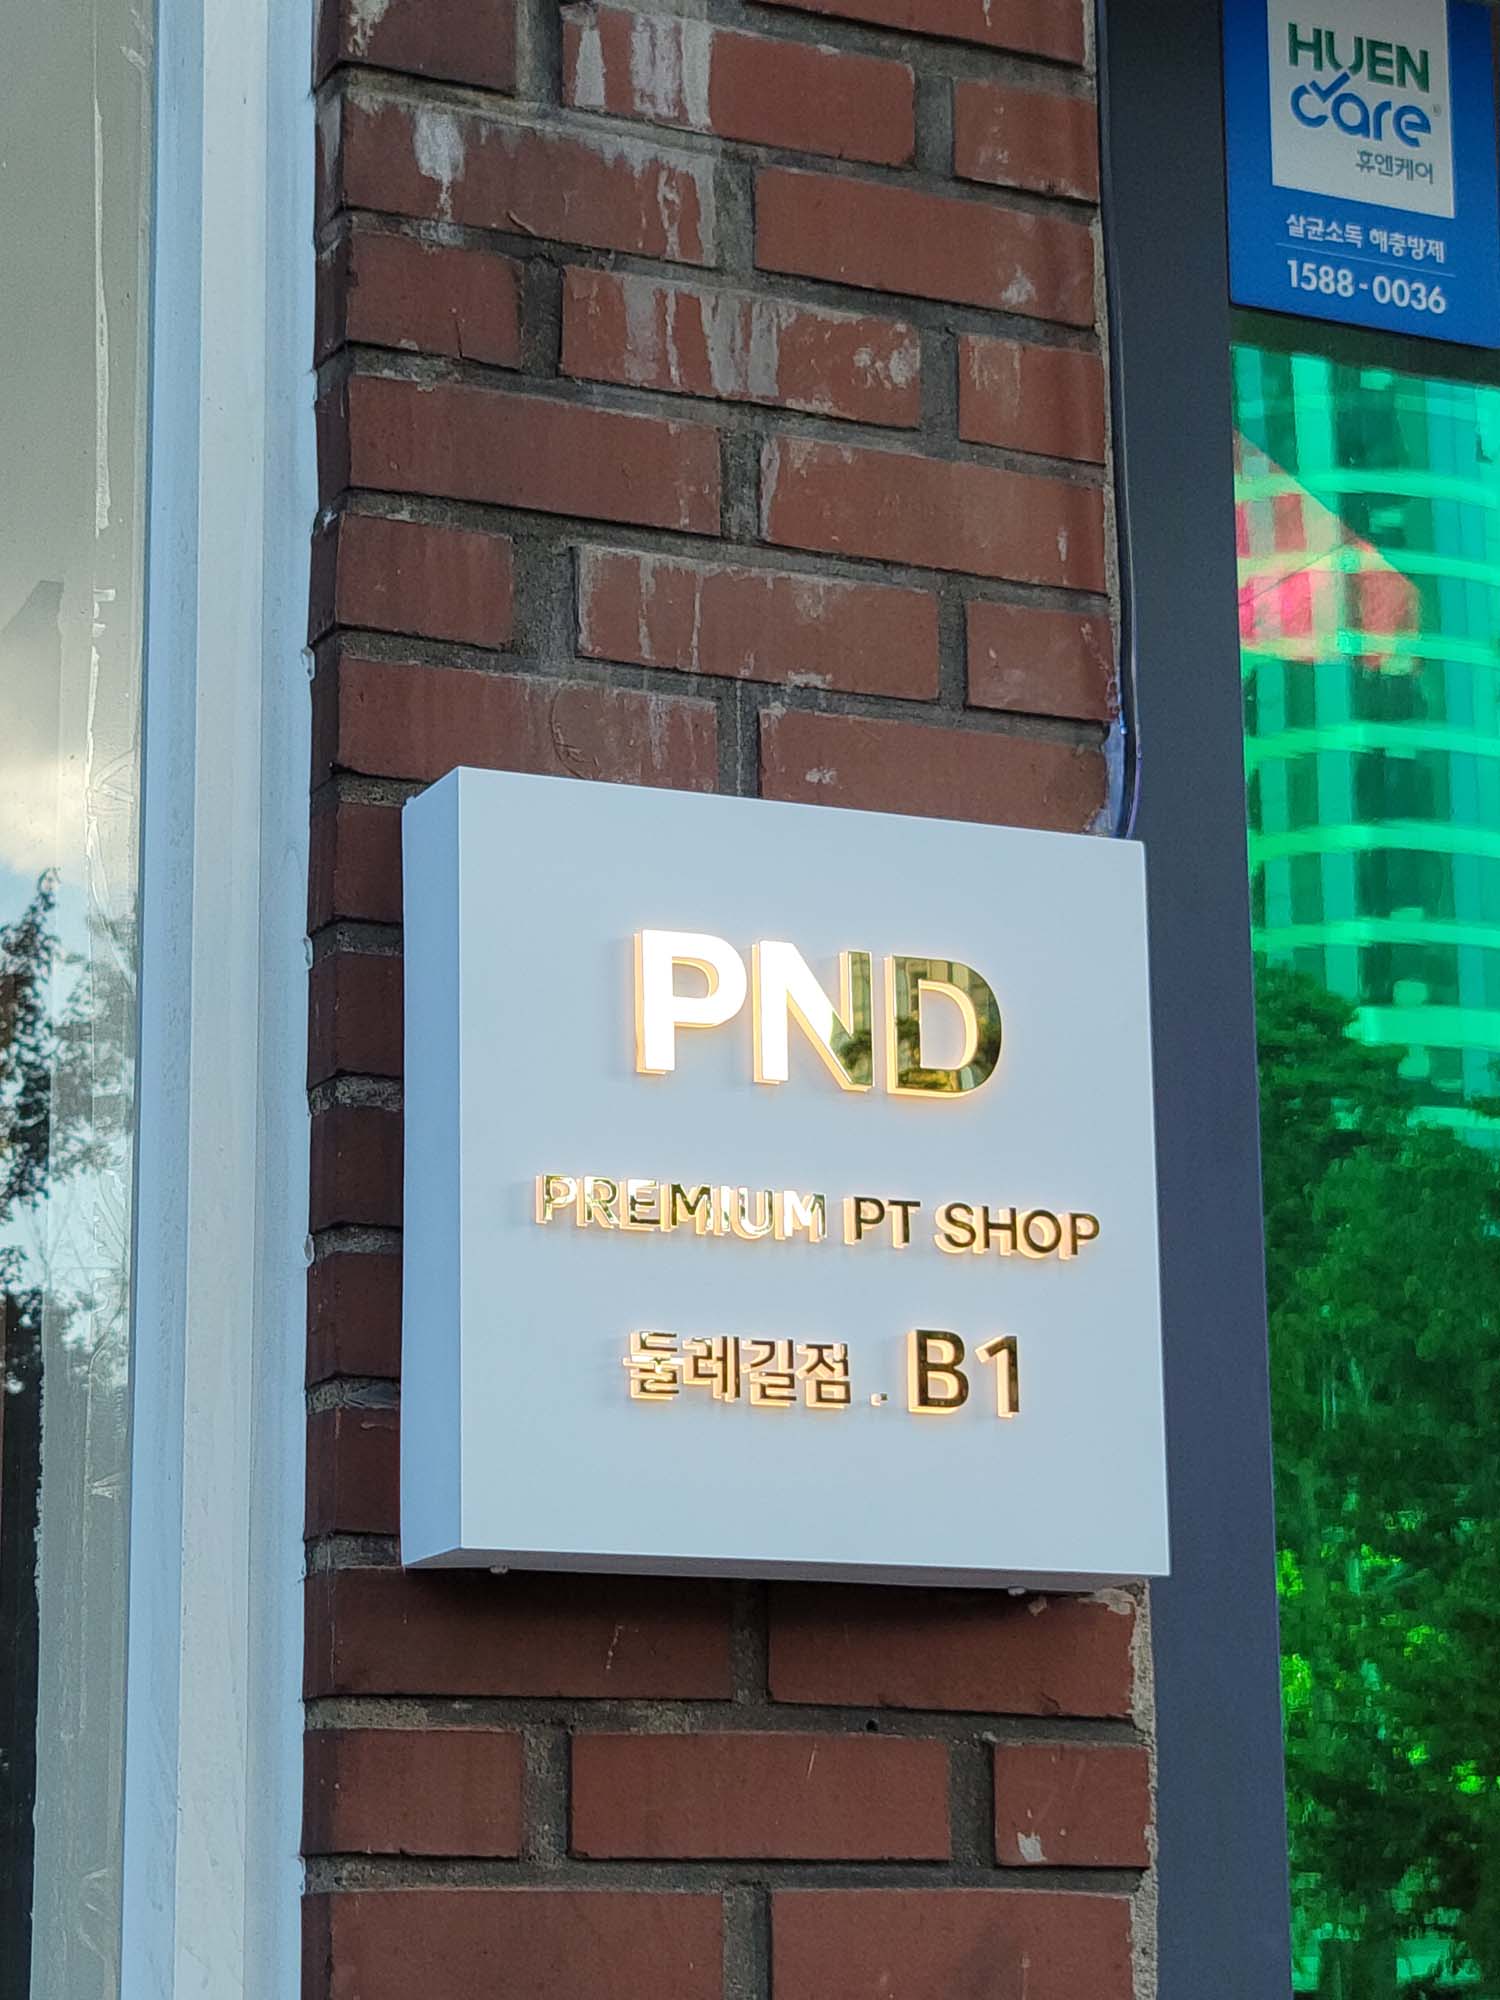 HUEN
Care
휴엔케어
살균소독 해충방제
1588-0036
PND
PREMIUM PT SHOP
둘레길점 . B1